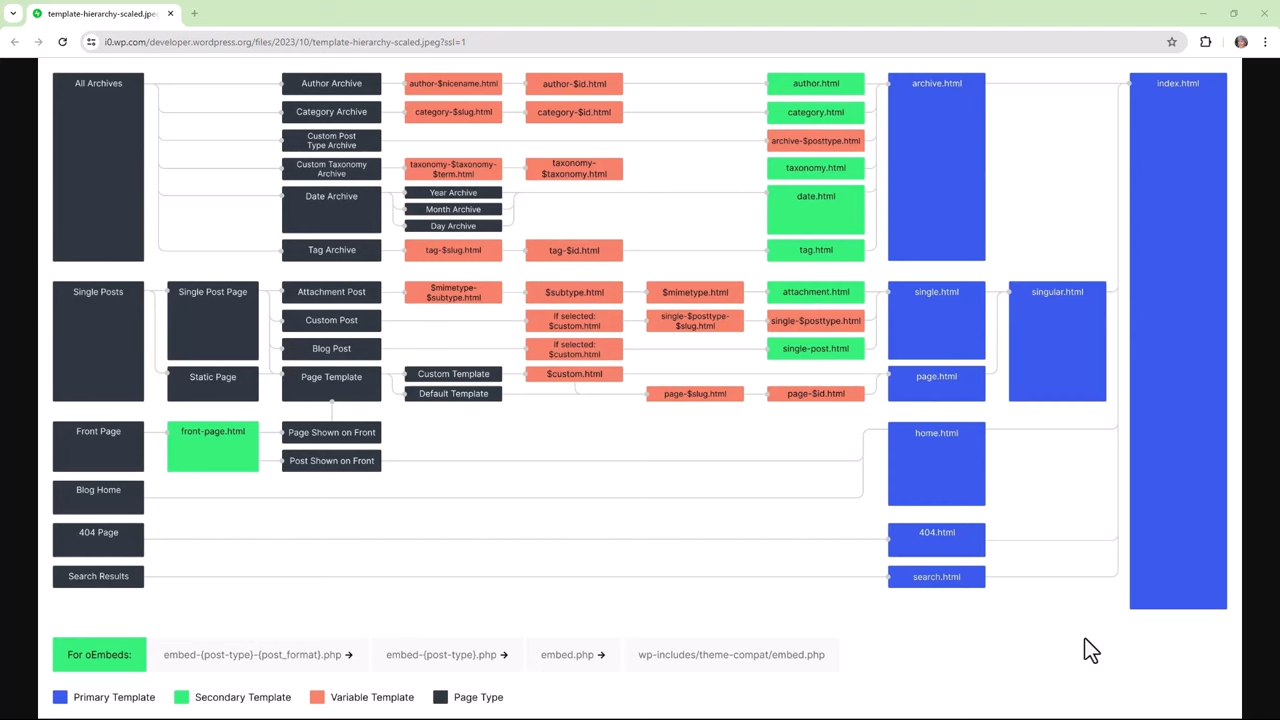 template-hierarchy-scaled.jpe
i0.wp.com/developer.wordpress.org/files/2023/10/template-hierarchy-scaled.jpeg?ssl=1
All Archives
Author Archive
author-$nicename.html
author-$id.html
author.html
archive.html
index.html
Category Archive
category-$slug.html
category-$id.html
category.html
Custom Post
Type Archive
archive-$posttype.html
Custom Taxonomy
Archive
taxonomy-$taxonomy-
$term.html
taxonomy-
$taxonomy.html
taxonomy.html
Date Archive
Year Archive
Month Archive
Day Archive
date.html
Tag Archive
tag-$slug.html
tag-$id.html
tag.html
Single Posts
Single Post Page
Attachment Post
$mimetype-
$subtype.html
$subtype.html
$mimetype.html
attachment.html
single.html
singular.html
Custom Post
If selected:
$custom.html
single-$posttype-
$slug.html
single-$posttype.html
Blog Post
If selected:
$custom.html
single-post.html
Static Page
Page Template
Custom Template
$custom.html
page.html
Default Template
page-$slug.html
page-$id.html
Front Page
front-page.html
Page Shown on Front
home.html
Post Shown on Front
Blog Home
404 Page
404.html
Search Results
search.html
For oEmbeds:
embed-{post-type}-{post_format}.php →
embed-{post-type}.php →
embed.php →
wp-includes/theme-compat/embed.php
Primary Template
Secondary Template
Variable Template
Page Type